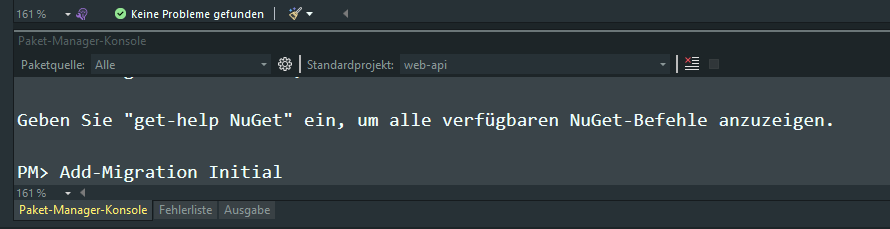 161 %
Keine Probleme gefunden
Paket-Manager-Konsole
Paketquelle: Alle
Standardprojekt: web-api
Geben Sie "get-help NuGet" ein, um alle verfügbaren NuGet-Befehle anzuzeigen.
PM> Add-Migration Initial
161 %
Paket-Manager-Konsole Fehlerliste Ausgabe